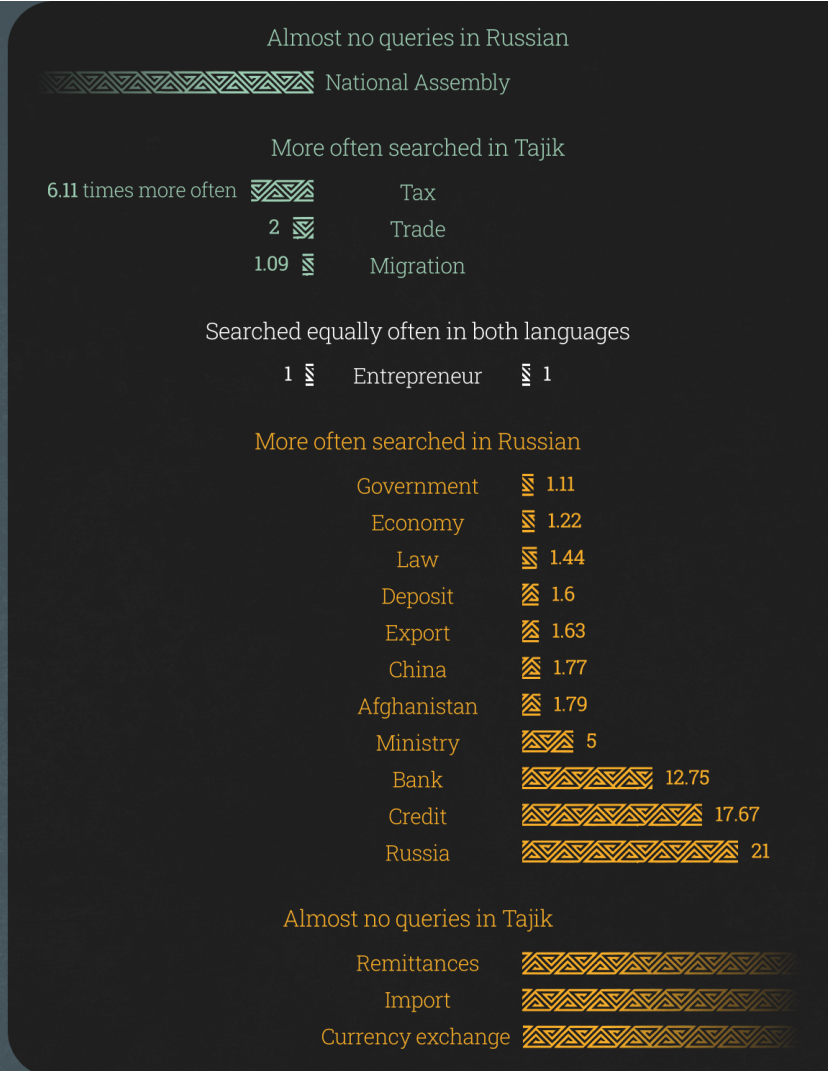 Almost no queries in Russian
National Assembly
More often searched in Tajik
6.11 times more often Tax
2 Trade
1.09 Migration
Searched equally often in both languages
1 Entrepreneur 1
More often searched in Russian
Government 1.11
Economy 1.22
Law 1.44
Deposit 1.6
Export 1.63
China 1.77
Afghanistan 1.79
Ministry 5
Bank 12.75
Credit 17.67
Russia 21
Almost no queries in Tajik
Remittances
Import
Currency exchange